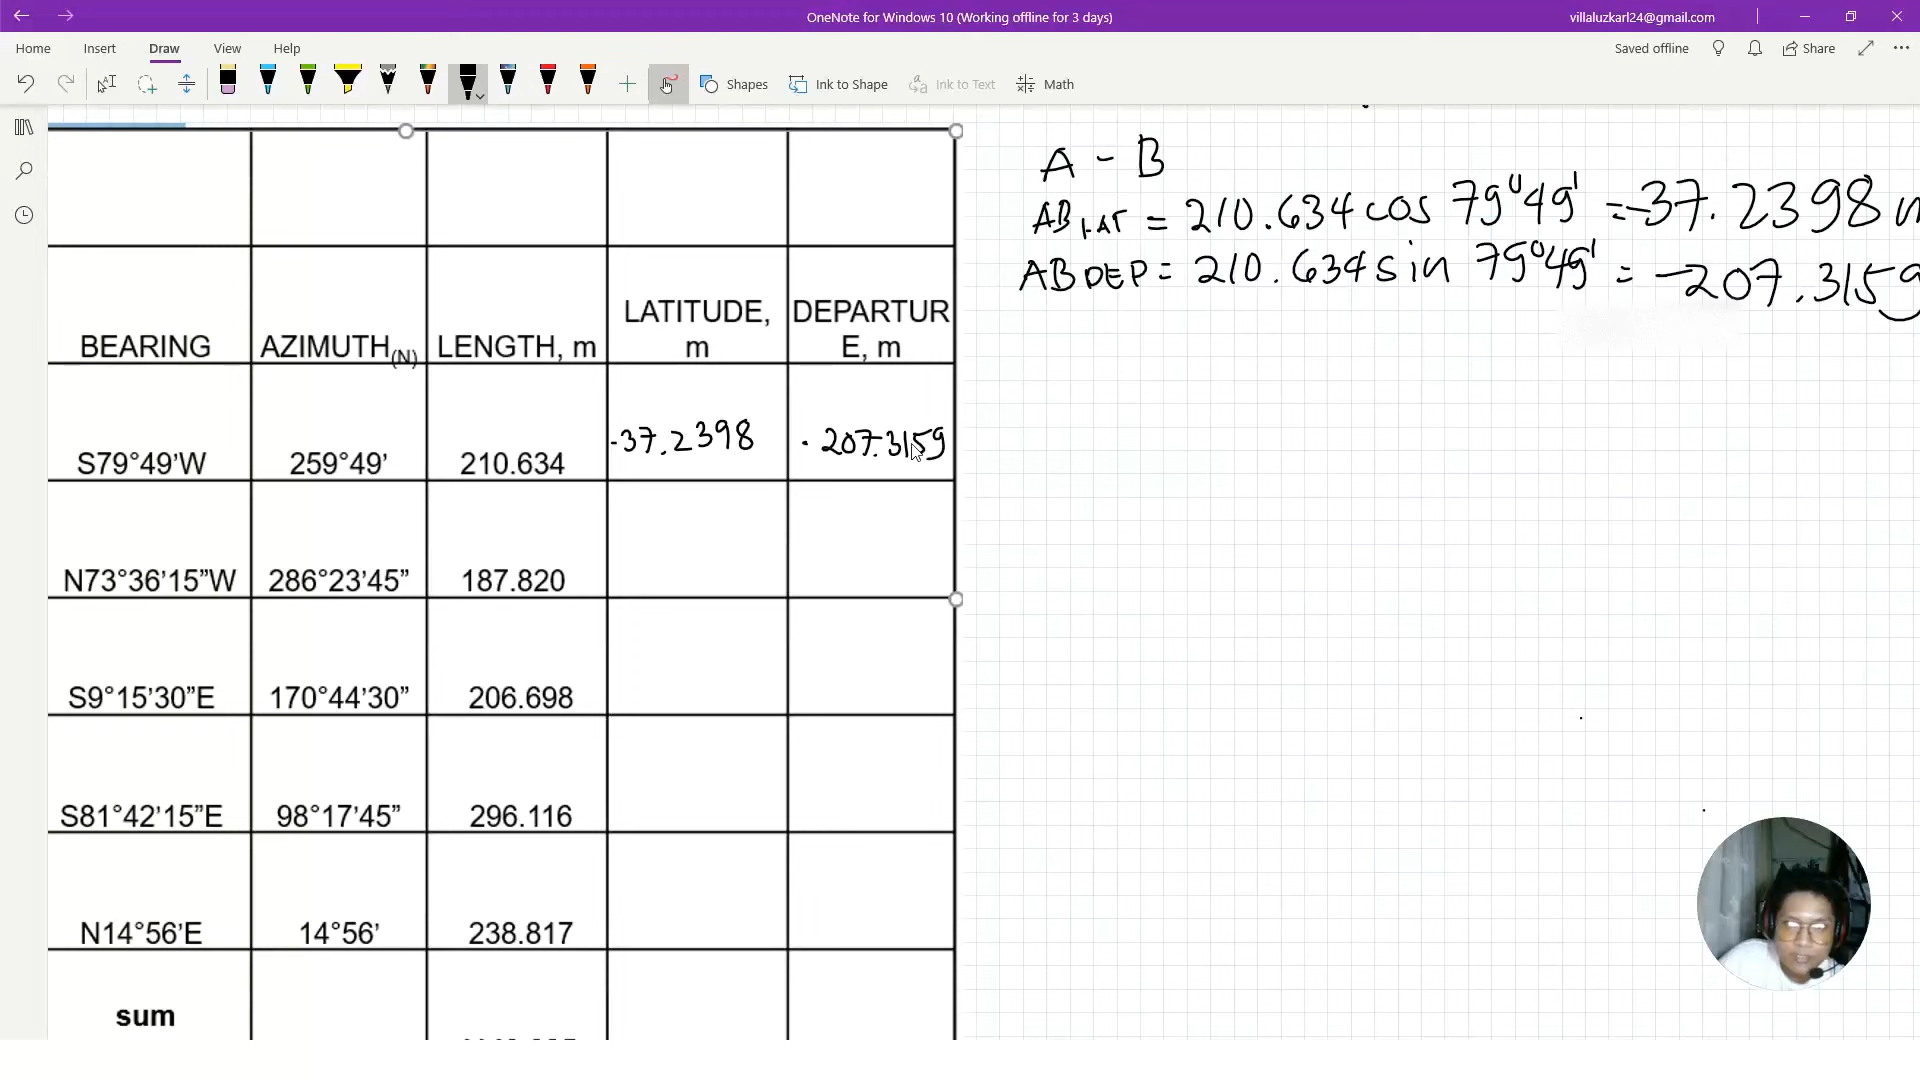 OneNote for Windows 10 (Working offline for 3 days)
villaluzkarl24@gmail.com
Home Insert Draw View Help
Saved offline
Share
Shapes
Ink to Shape
Ink to Text
Math
BEARING AZIMUTH(N) LENGTH, m LATITUDE, m DEPARTURE, m
S79°49'W 259°49' 210.634 -37.2398 - 207.3159
N73°36'15”W 286°23'45” 187.820
S9°15'30”E 170°44'30” 206.698
S81°42'15”E 98°17'45” 296.116
N14°56'E 14°56' 238.817
sum
A - B
AB LAT = 210.634 cos 79°49' = -37.2398
AB DEP = 210.634 sin 79°49' = -207.3159